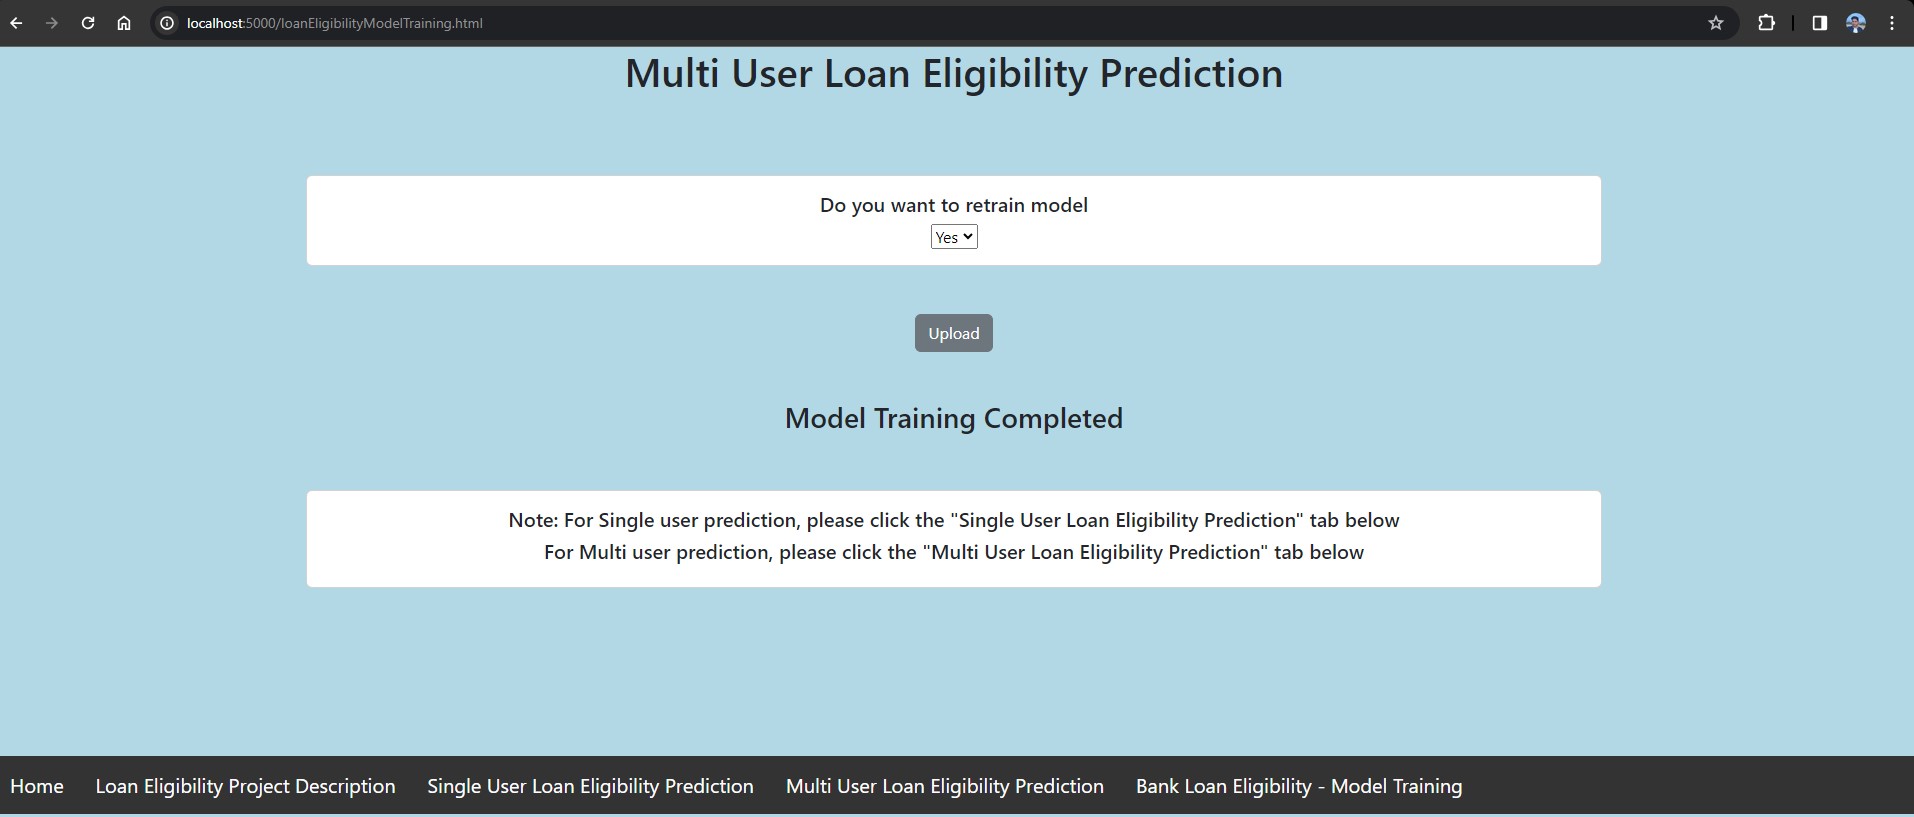 localhost:5000/loanEligibilityModelTraining.html
Multi User Loan Eligibility Prediction
Do you want to retrain model
Yes
Upload
Model Training Completed
Note: For Single user prediction, please click the "Single User Loan Eligibility Prediction" tab below
For Multi user prediction, please click the "Multi User Loan Eligibility Prediction" tab below
Home Loan Eligibility Project Description Single User Loan Eligibility Prediction Multi User Loan Eligibility Prediction Bank Loan Eligibility - Model Training